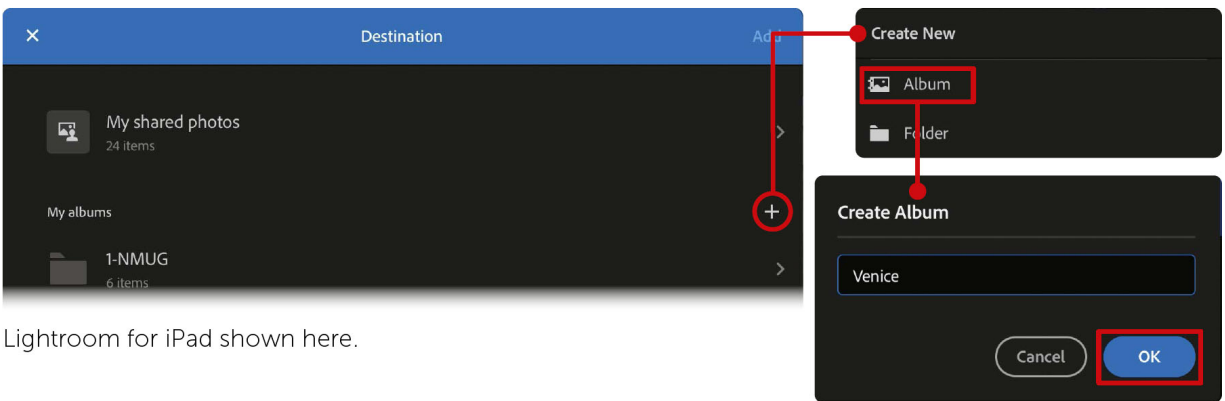 Destination
Add
My shared photos
24 items
My albums
1-NMUG
6 items
Lightroom for iPad shown here.
Create New
Album
Folder
Create Album
Venice
Cancel
OK